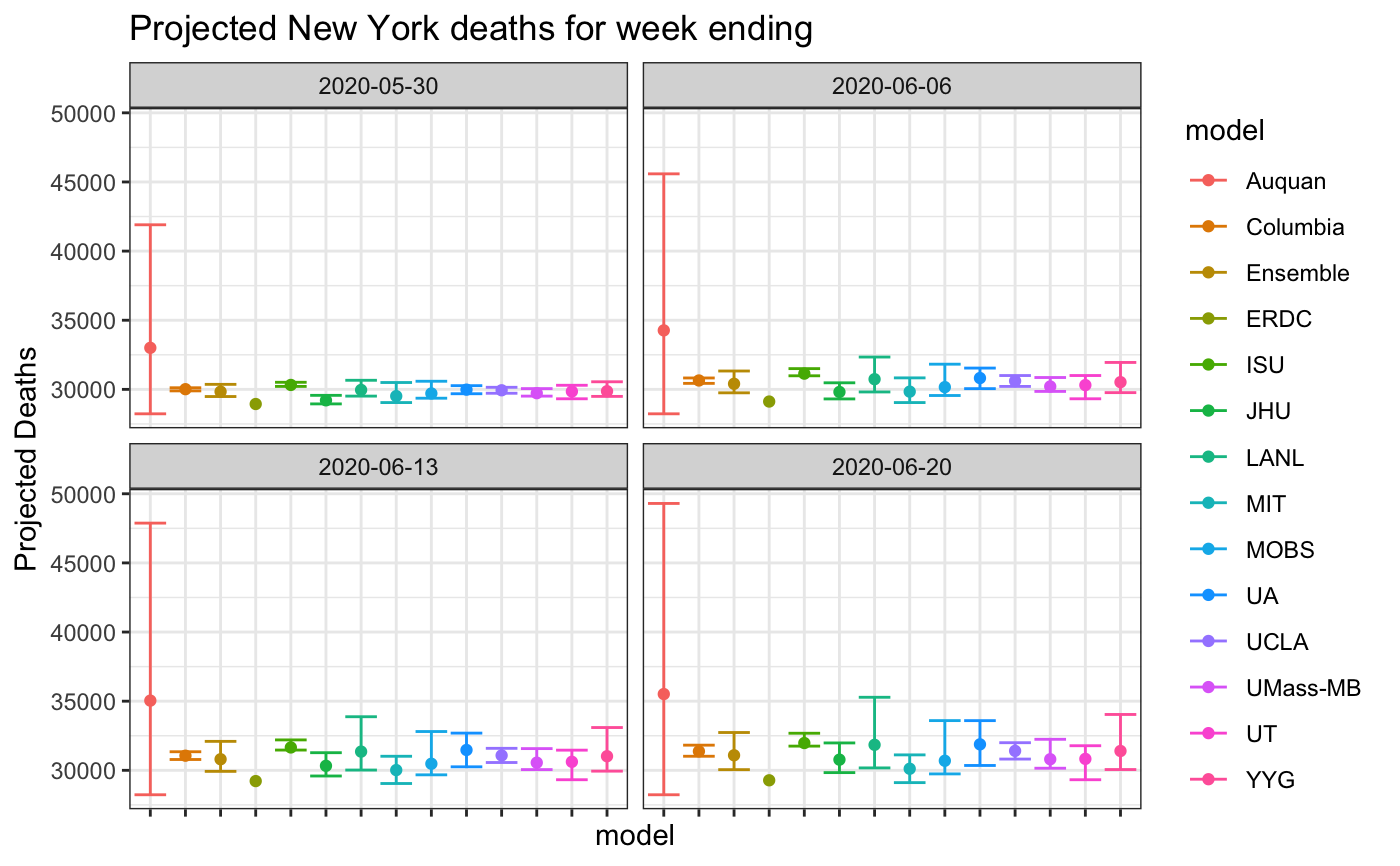 Projected New York deaths for week ending
2020-05-30
2020-06-06
50000
45000
40000
35000
30000
2020-06-13
2020-06-20
50000
45000
40000
35000
30000
Projected Deaths
model
model
Auquan
Columbia
Ensemble
ERDC
ISU
JHU
LANL
MIT
MOBS
UA
UCLA
UMass-MB
UT
YYG